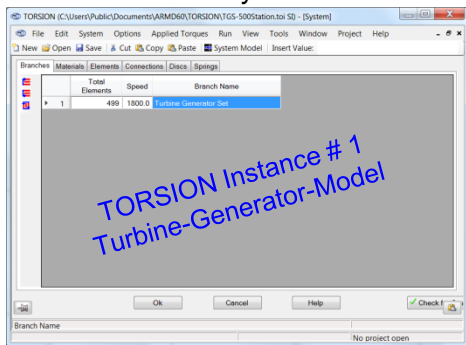 TORSION (C:\Users\Public\Documents\ARMD60\TORSION\TGS-500Station.toi SI) - [System]
File Edit System Options Applied Torques Run View Tools Window Project Help
New Open Save Cut Copy Paste System Model Insert Value:
Branches Materials Elements Connections Discs Springs
Total Elements Speed Branch Name
1 499 1800.0 Turbine Generator Set
TORSION Instance # 1
Turbine-Generator-Model
Ok Cancel Help Check
Branch Name
No project open